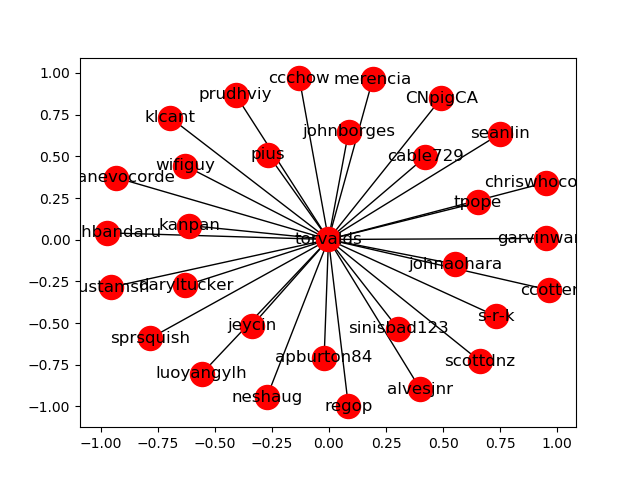 1.00
0.75
0.50
0.25
0.00
−0.25
−0.50
−0.75
−1.00
ccchow
merencia
prudhviy
CNpigCA
klcant
johnborges
seanlin
pius
cable729
wifiguy
anevocorde
chriswhoco
tpope
kanpan
hbandaru
torvalds
garvinwar
johnaohara
daryltucker
ustamsh
ccotter
s-r-k
jeycin
sinisbad123
sprsquish
apburton84
scottdnz
luoyangylh
alvesjnr
neshaug
regop
−1.00 −0.75 −0.50 −0.25 0.00 0.25 0.50 0.75 1.00